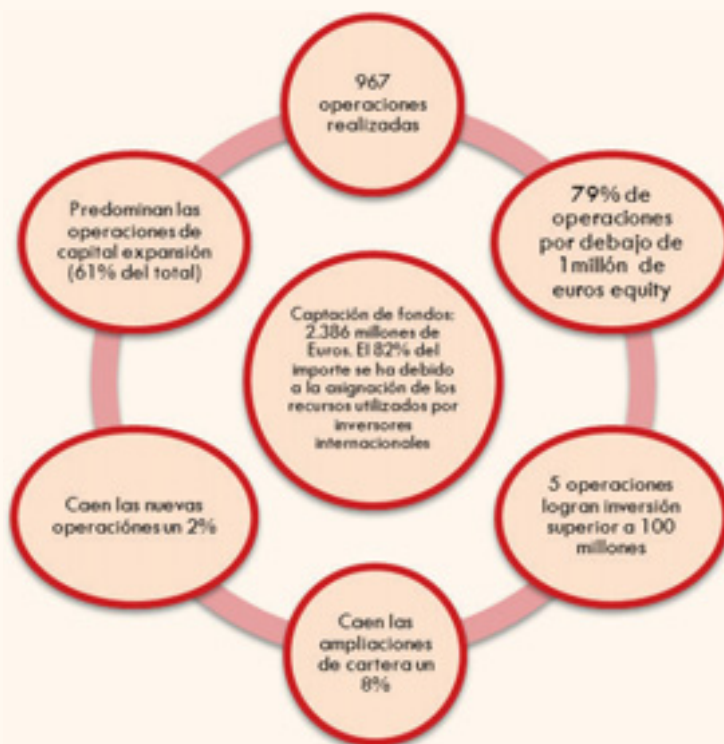 967
operaciones
realizadas
79% de
operaciones
por debajo de
1millón de
euros equity
5 operaciones
logran inversión
superior a 100
millones
Caen las
ampliaciones
de cartera un
8%
Caen las nuevas
operaciónes un 2%
Predominan las
operaciones de
capital expansión
(61% del total)
Captación de fondos:
2.386 millones de
Euros. El 82% del
importe se ha debido
a la asignación de los
recursos utilizados por
inversores
internacionales